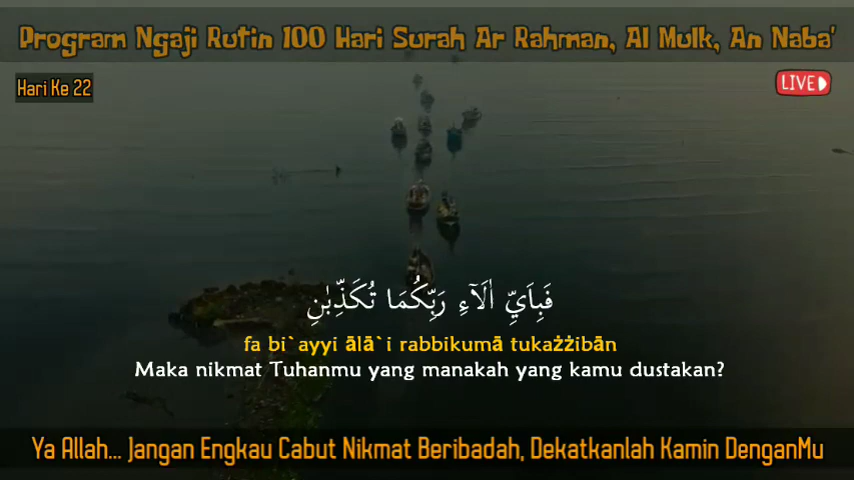 Program Ngaji Rutin 100 Hari Surah Ar Rahman, Al Mulk, An Naba'
Hari Ke 22
LIVE
فَبِاَيِّ اٰلَاۤءِ رَبِّكُمَا تُكَذِّبٰنِ
fa bi`ayyi ālā`i rabbikumā tukażżibān
Maka nikmat Tuhanmu yang manakah yang kamu dustakan?
Ya Allah... Jangan Engkau Cabut Nikmat Beribadah, Dekatkanlah Kamin DenganMu